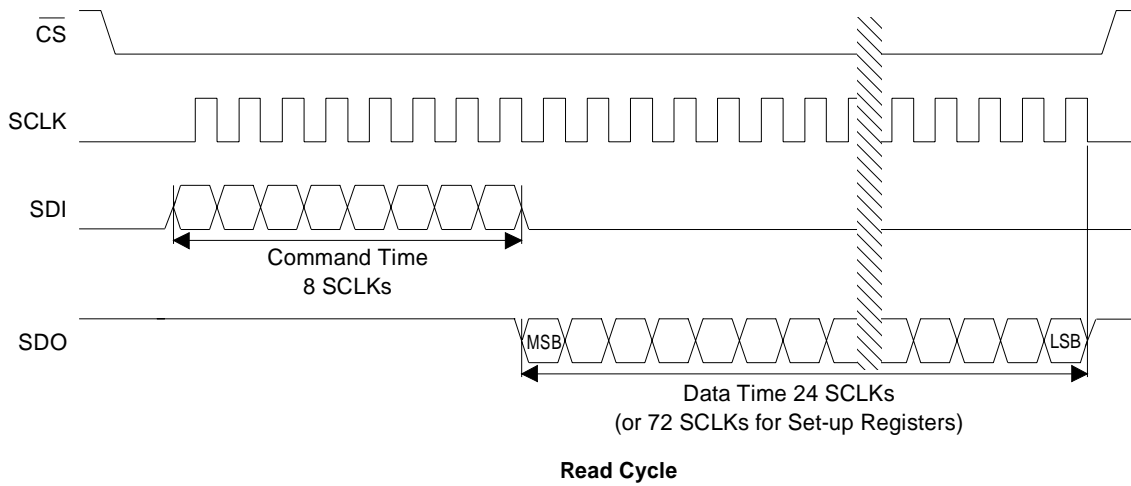 CS
SCLK
SDI
Command Time
8 SCLKs
SDO
MSB
LSB
Data Time 24 SCLKs
(or 72 SCLKs for Set-up Registers)
Read Cycle